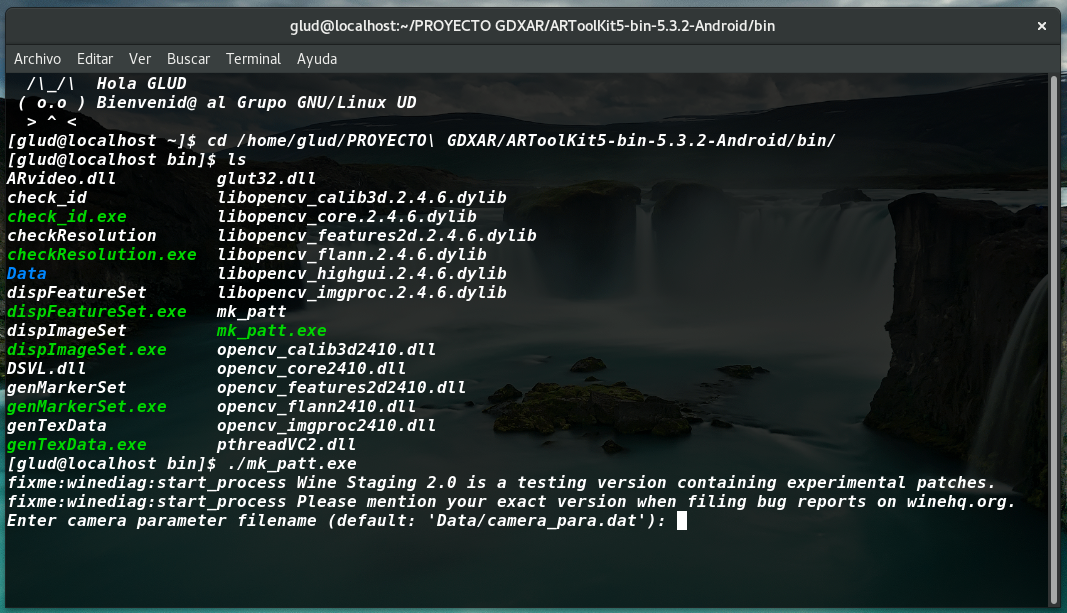 glud@localhost:~/PROYECTO GDXAR/ARToolKit5-bin-5.3.2-Android/bin ×
Archivo Editar Ver Buscar Terminal Ayuda
  /\_/\  Hola GLUD
 ( o.o ) Bienvenid@ al Grupo GNU/Linux UD
  > ^ <
[glud@localhost ~]$ cd /home/glud/PROYECTO\ GDXAR/ARToolKit5-bin-5.3.2-Android/bin/
[glud@localhost bin]$ ls
ARvideo.dll          glut32.dll
check_id             libopencv_calib3d.2.4.6.dylib
check_id.exe         libopencv_core.2.4.6.dylib
checkResolution      libopencv_features2d.2.4.6.dylib
checkResolution.exe  libopencv_flann.2.4.6.dylib
Data                 libopencv_highgui.2.4.6.dylib
dispFeatureSet       libopencv_imgproc.2.4.6.dylib
dispFeatureSet.exe   mk_patt
dispImageSet         mk_patt.exe
dispImageSet.exe     opencv_calib3d2410.dll
DSVL.dll             opencv_core2410.dll
genMarkerSet         opencv_features2d2410.dll
genMarkerSet.exe     opencv_flann2410.dll
genTexData           opencv_imgproc2410.dll
genTexData.exe       pthreadVC2.dll
[glud@localhost bin]$ ./mk_patt.exe
fixme:winediag:start_process Wine Staging 2.0 is a testing version containing experimental patches.
fixme:winediag:start_process Please mention your exact version when filing bug reports on winehq.org.
Enter camera parameter filename (default: 'Data/camera_para.dat'):